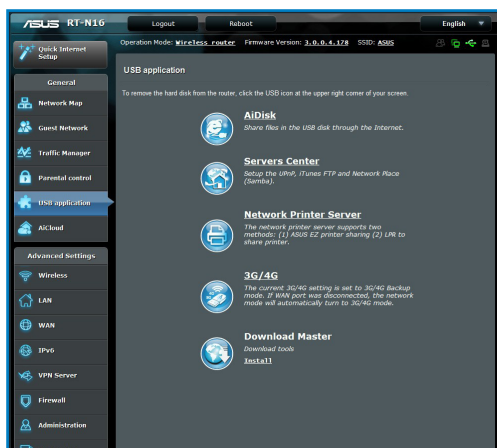 ASUS RT-N16
Logout
Reboot
English
Operation Mode: Wireless router Firmware Version: 3.0.0.4.178 SSID: ASUS
Quick Internet
Setup
General
Network Map
Guest Network
Traffic Manager
Parental control
USB application
AiCloud
Advanced Settings
Wireless
LAN
WAN
IPv6
VPN Server
Firewall
Administration
USB application
To remove the hard disk from the router, click the USB icon at the upper right corner of your screen.
AiDisk
Share files in the USB disk through the Internet.
Servers Center
Setup the UPnP, iTunes FTP and Network Place
(Samba).
Network Printer Server
The network printer server supports two
methods: (1) ASUS EZ printer sharing (2) LPR to
share printer.
3G/4G
The current 3G/4G setting is set to 3G/4G Backup
mode. If WAN port was disconnected, the network
mode will automatically turn to 3G/4G mode.
Download Master
Download tools
Install